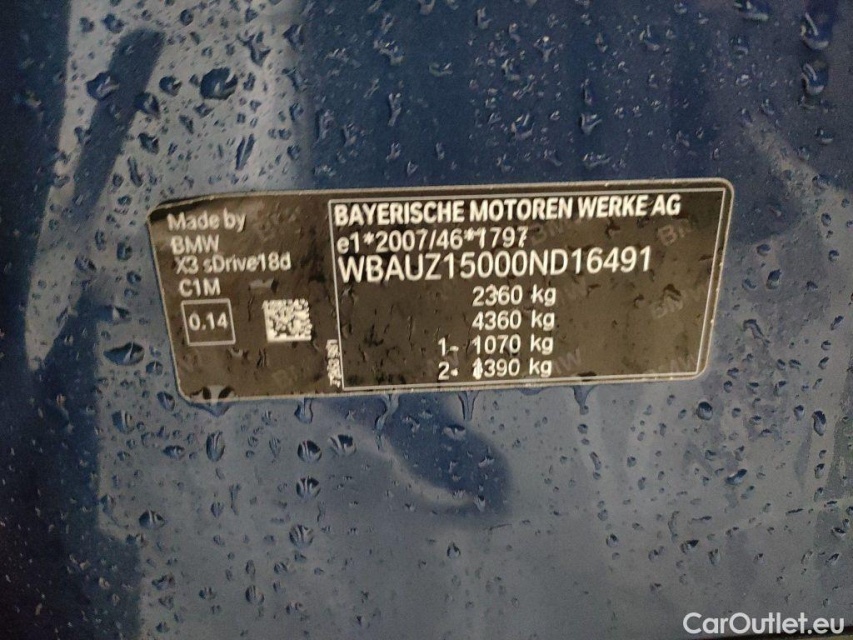 Made by
BMW
X3 sDrive18d
C1M
0.14
BAYERISCHE MOTOREN WERKE AG
e1*2007/46*1797
WBAUZ15000ND16491
2360 kg
4360 kg
1- 1070 kg
2- 1390 kg
CarOutlet.eu